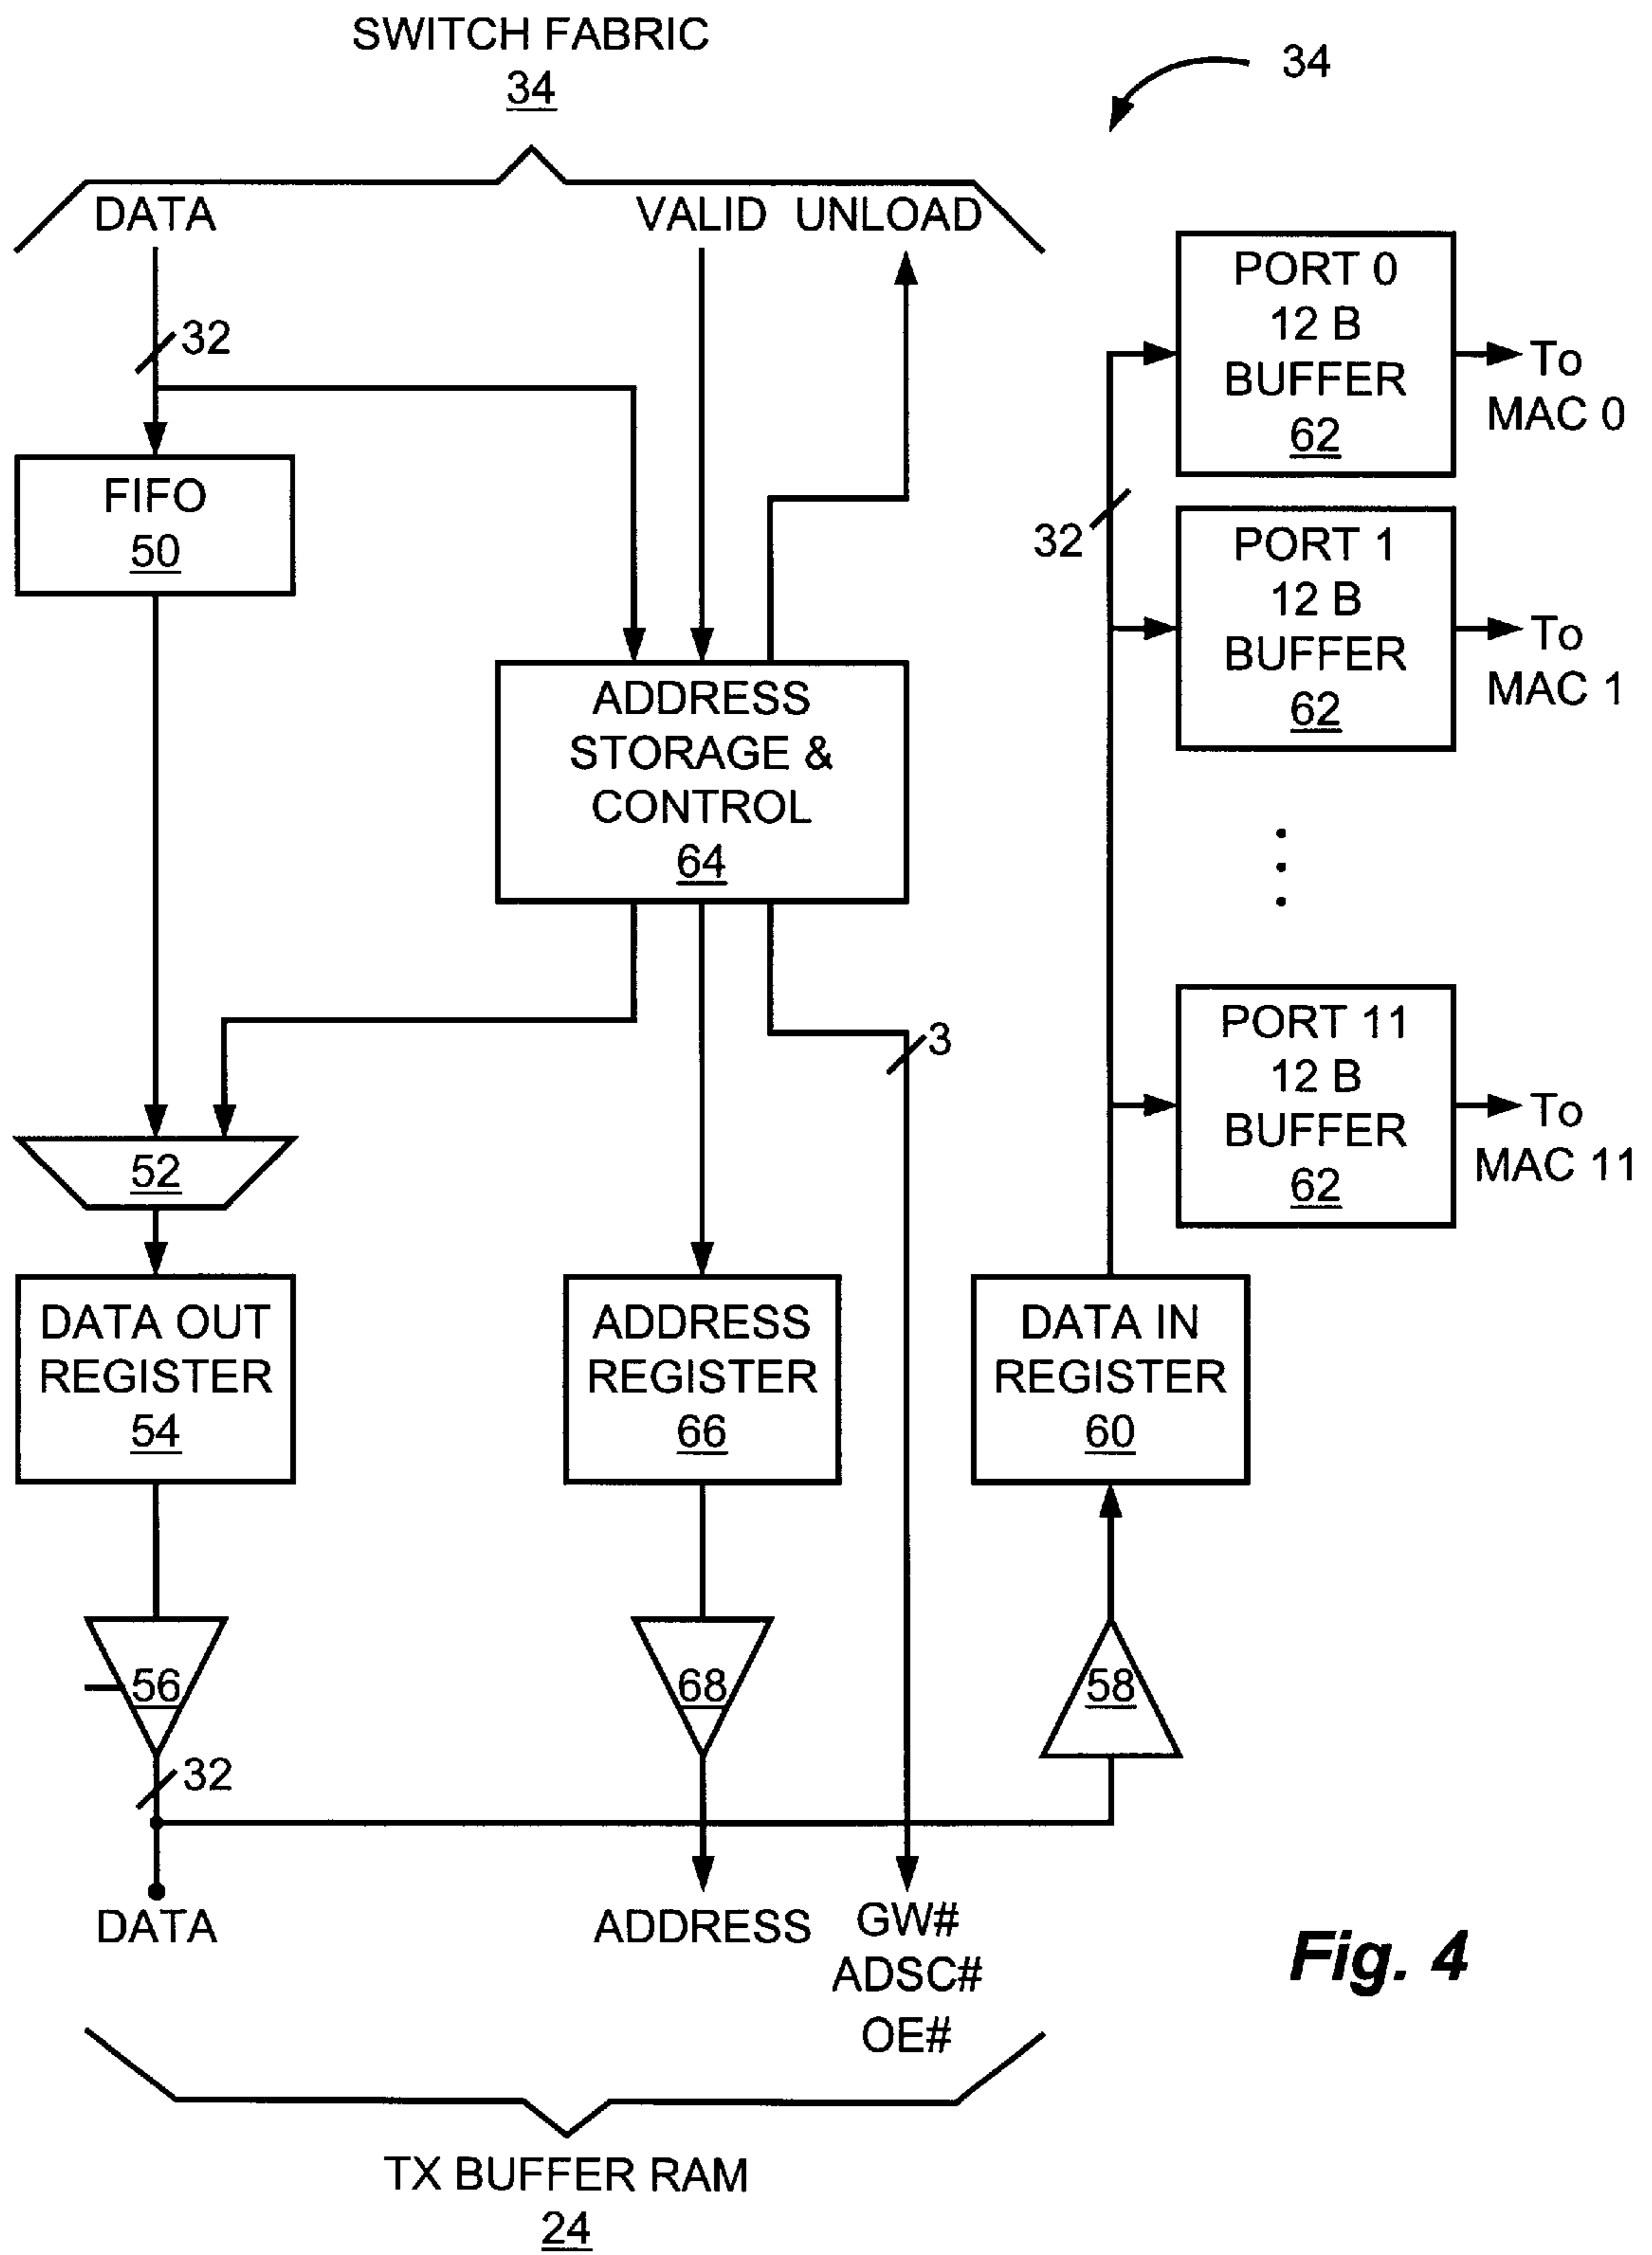 SWITCH FABRIC
34
34
DATA
VALID UNLOAD
32
FIFO
50
ADDRESS
STORAGE &
CONTROL
64
3
52
DATA OUT
REGISTER
54
ADDRESS
REGISTER
66
DATA IN
REGISTER
60
56
68
58
32
DATA
ADDRESS
GW#
ADSC#
OE#
TX BUFFER RAM
24
32
PORT 0
12 B
BUFFER
62
To
MAC 0
PORT 1
12 B
BUFFER
62
To
MAC 1
PORT 11
12 B
BUFFER
62
To
MAC 11
Fig. 4